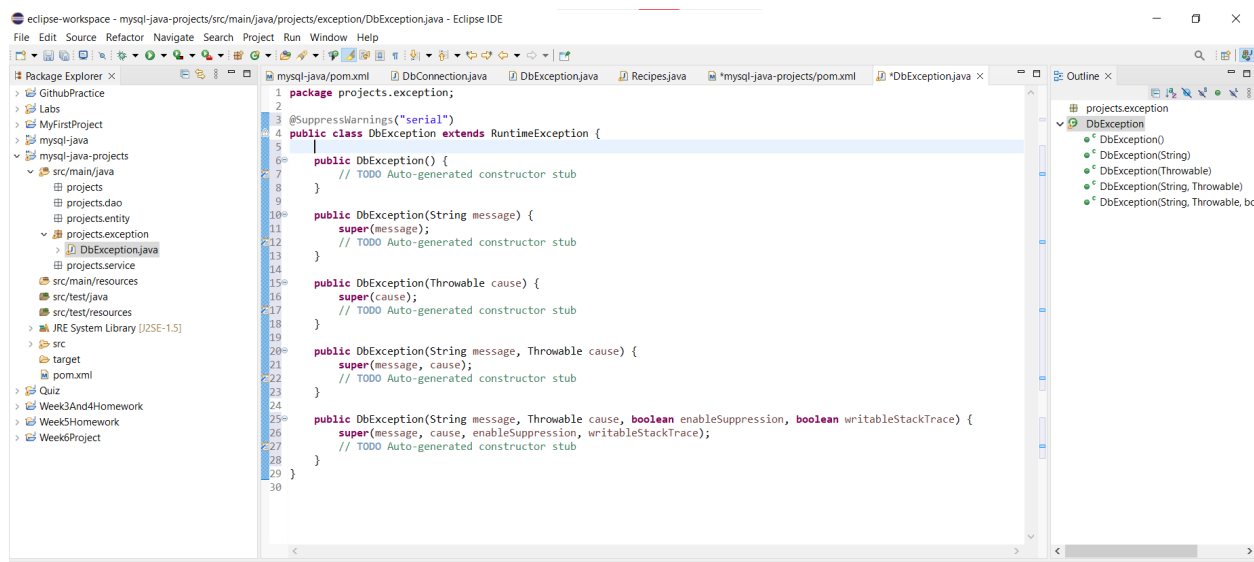 eclipse-workspace - mysql-java-projects/src/main/java/projects/exception/DbException.java - Eclipse IDE
File Edit Source Refactor Navigate Search Project Run Window Help
Package Explorer
GithubPractice
Labs
MyFirstProject
mysql-java
mysql-java-projects
src/main/java
projects
projects.dao
projects.entity
projects.exception
DbException.java
projects.service
src/main/resources
src/test/java
src/test/resources
JRE System Library [J2SE-1.5]
src
target
pom.xml
Quiz
Week3And4Homework
Week5Homework
Week6Project
mysql-java/pom.xml DbConnection.java DbException.java Recipes.java *mysql-java-projects/pom.xml *DbException.java
1 package projects.exception;
2
3 @SuppressWarnings("serial")
4 public class DbException extends RuntimeException {
5
6 public DbException() {
7 // TODO Auto-generated constructor stub
8 }
9
10 public DbException(String message) {
11 super(message);
12 // TODO Auto-generated constructor stub
13 }
14
15 public DbException(Throwable cause) {
16 super(cause);
17 // TODO Auto-generated constructor stub
18 }
19
20 public DbException(String message, Throwable cause) {
21 super(message, cause);
22 // TODO Auto-generated constructor stub
23 }
24
25 public DbException(String message, Throwable cause, boolean enableSuppression, boolean writableStackTrace) {
26 super(message, cause, enableSuppression, writableStackTrace);
27 // TODO Auto-generated constructor stub
28 }
29 }
30
Outline
projects.exception
DbException
DbException()
DbException(String)
DbException(Throwable)
DbException(String, Throwable)
DbException(String, Throwable, bo